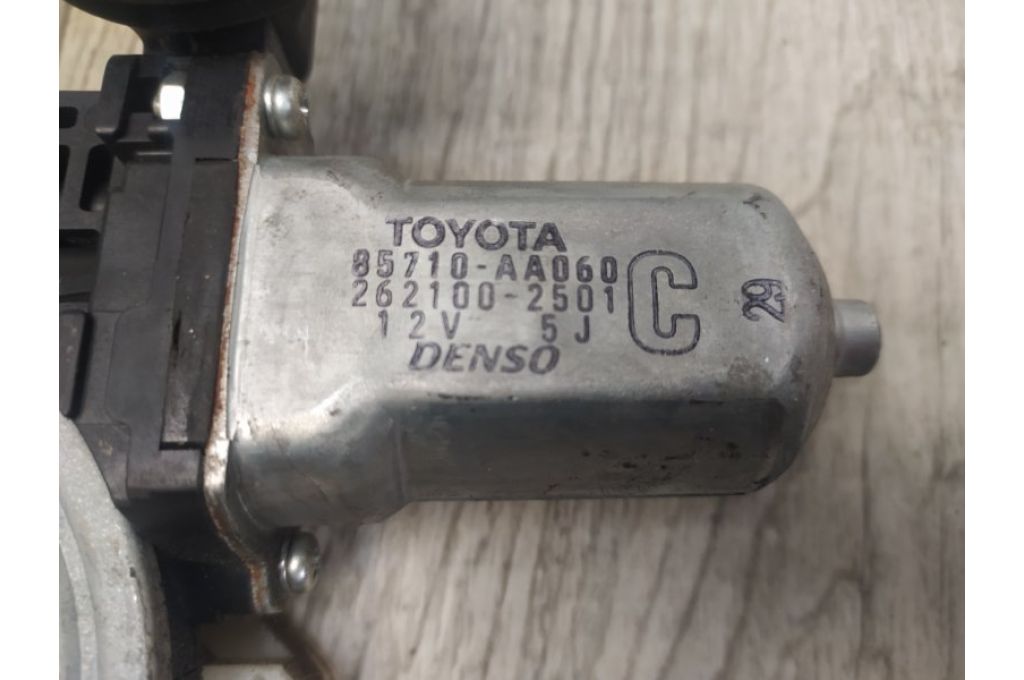 TOYOTA
85710-AA060
262100-2501
12V 5J
DENSO
C
29